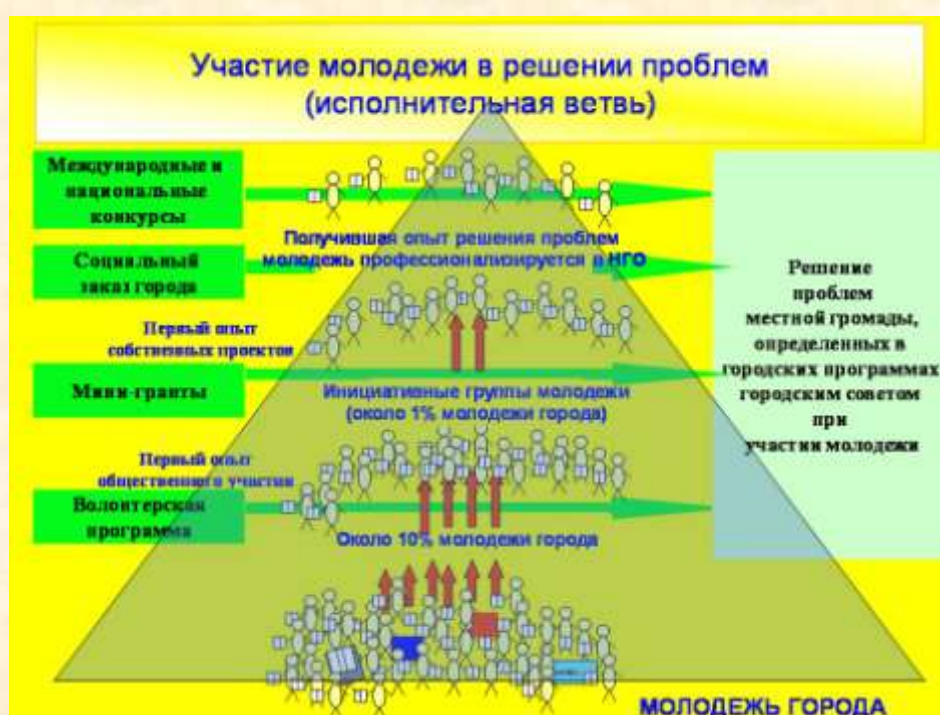 Участие молодежи в решении проблем
(исполнительная ветвь)
Международные и
национальные
конкурсы
Получившая опыт решения проблем
молодежь профессионализируется в НГО
Социальный
заказ города
Решение
проблем
местной громады,
определенных в
городских программах
городским советом
при
участии молодежи
Первый опыт
собственных проектов
Мини-гранты
Инициативные группы молодежи
(около 1% молодежи города)
Первый опыт
общественного участия
Волонтерская
программа
Около 10% молодежи города
МОЛОДЕЖЬ ГОРОДА